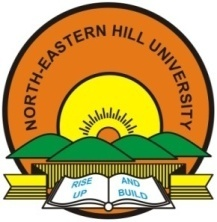 NORTH-EASTERN HILL UNIVERSITY
RISE
UP
AND
BUILD